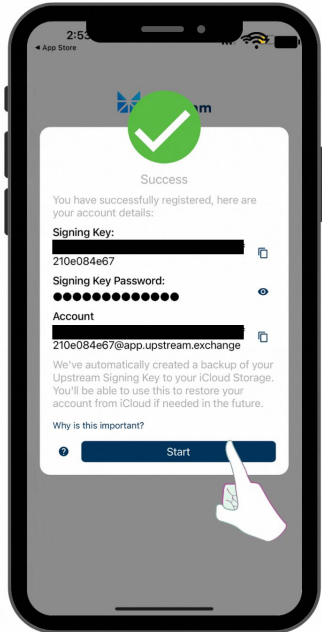 2:53
◀ App Store
am
Success
You have successfully registered, here are
your account details:
Signing Key:
210e084e67
Signing Key Password:
●●●●●●●●●●●●●
Account
210e084e67@app.upstream.exchange
We've automatically created a backup of your
Upstream Signing Key to your iCloud Storage.
You'll be able to use this to restore your
account from iCloud if needed in the future.
Why is this important?
? Start